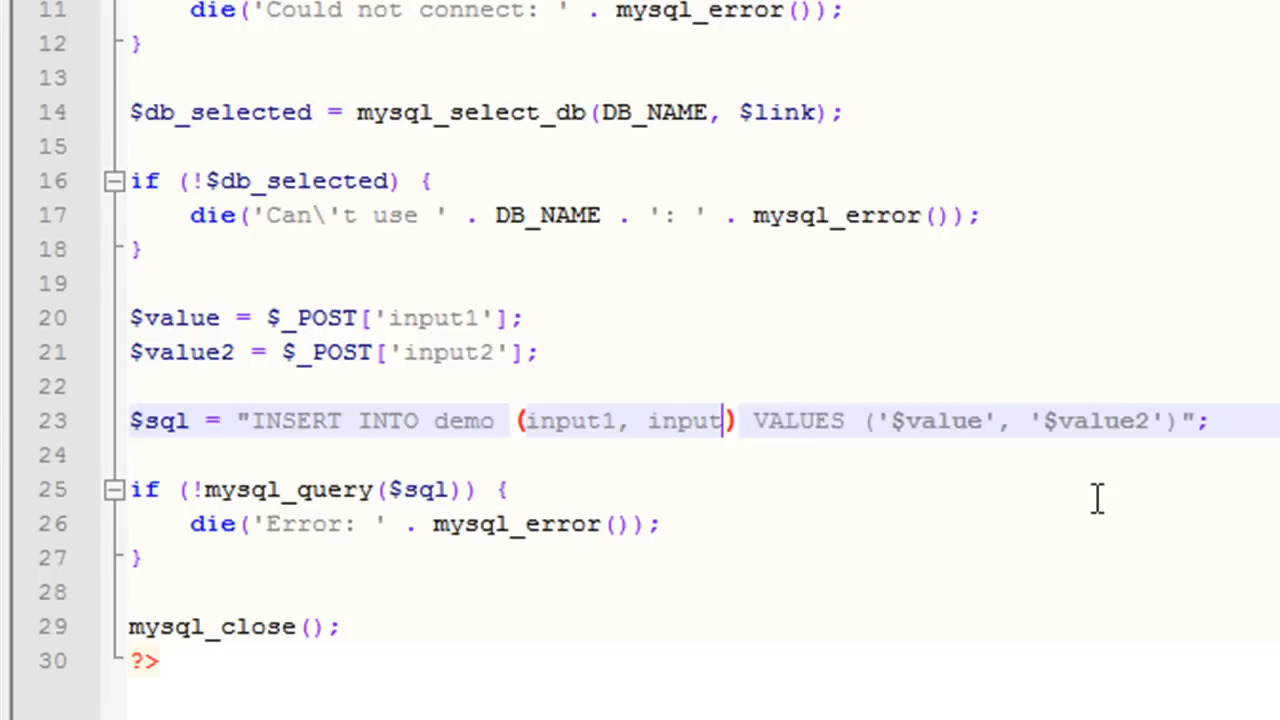 11 die('Could not connect: ' . mysql_error());
12 }
13
14 $db_selected = mysql_select_db(DB_NAME, $link);
15
16 if (!$db_selected) {
17 die('Can\'t use ' . DB_NAME . ': ' . mysql_error());
18 }
19
20 $value = $_POST['input1'];
21 $value2 = $_POST['input2'];
22
23 $sql = "INSERT INTO demo (input1, input) VALUES ('$value', '$value2')";
24
25 if (!mysql_query($sql)) {
26 die('Error: ' . mysql_error());
27 }
28
29 mysql_close();
30 ?>